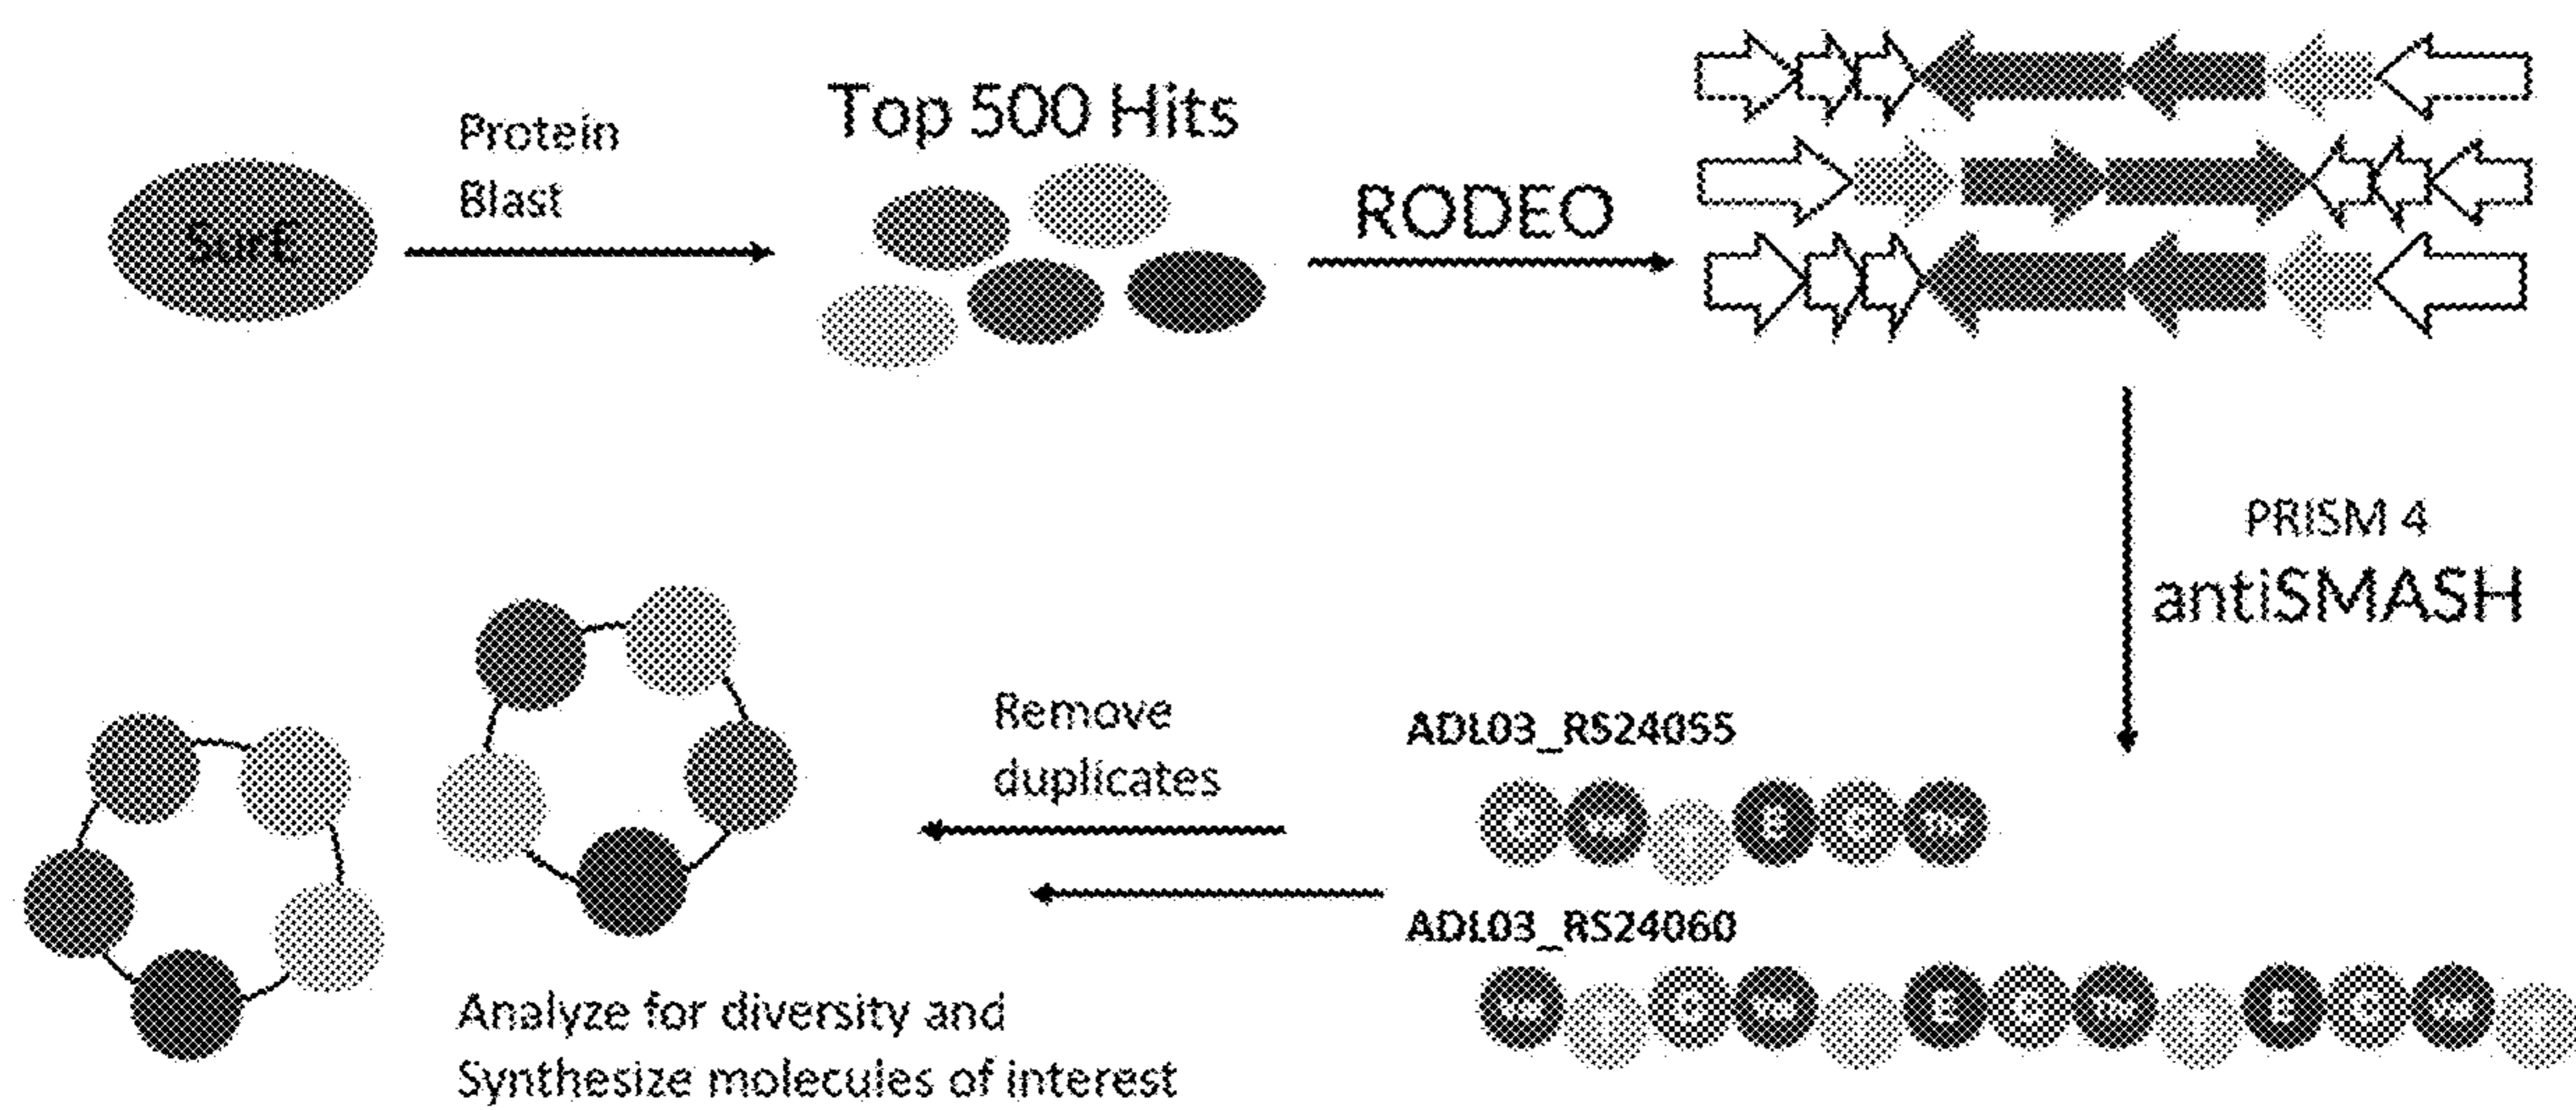 SurE
Protein
Blast
Top 500 Hits
RODEO
PRISM 4
antiSMASH
ADL03_RS24055
Remove
duplicates
ADL03_RS24060
Analyze for diversity and
Synthesize molecules of interest